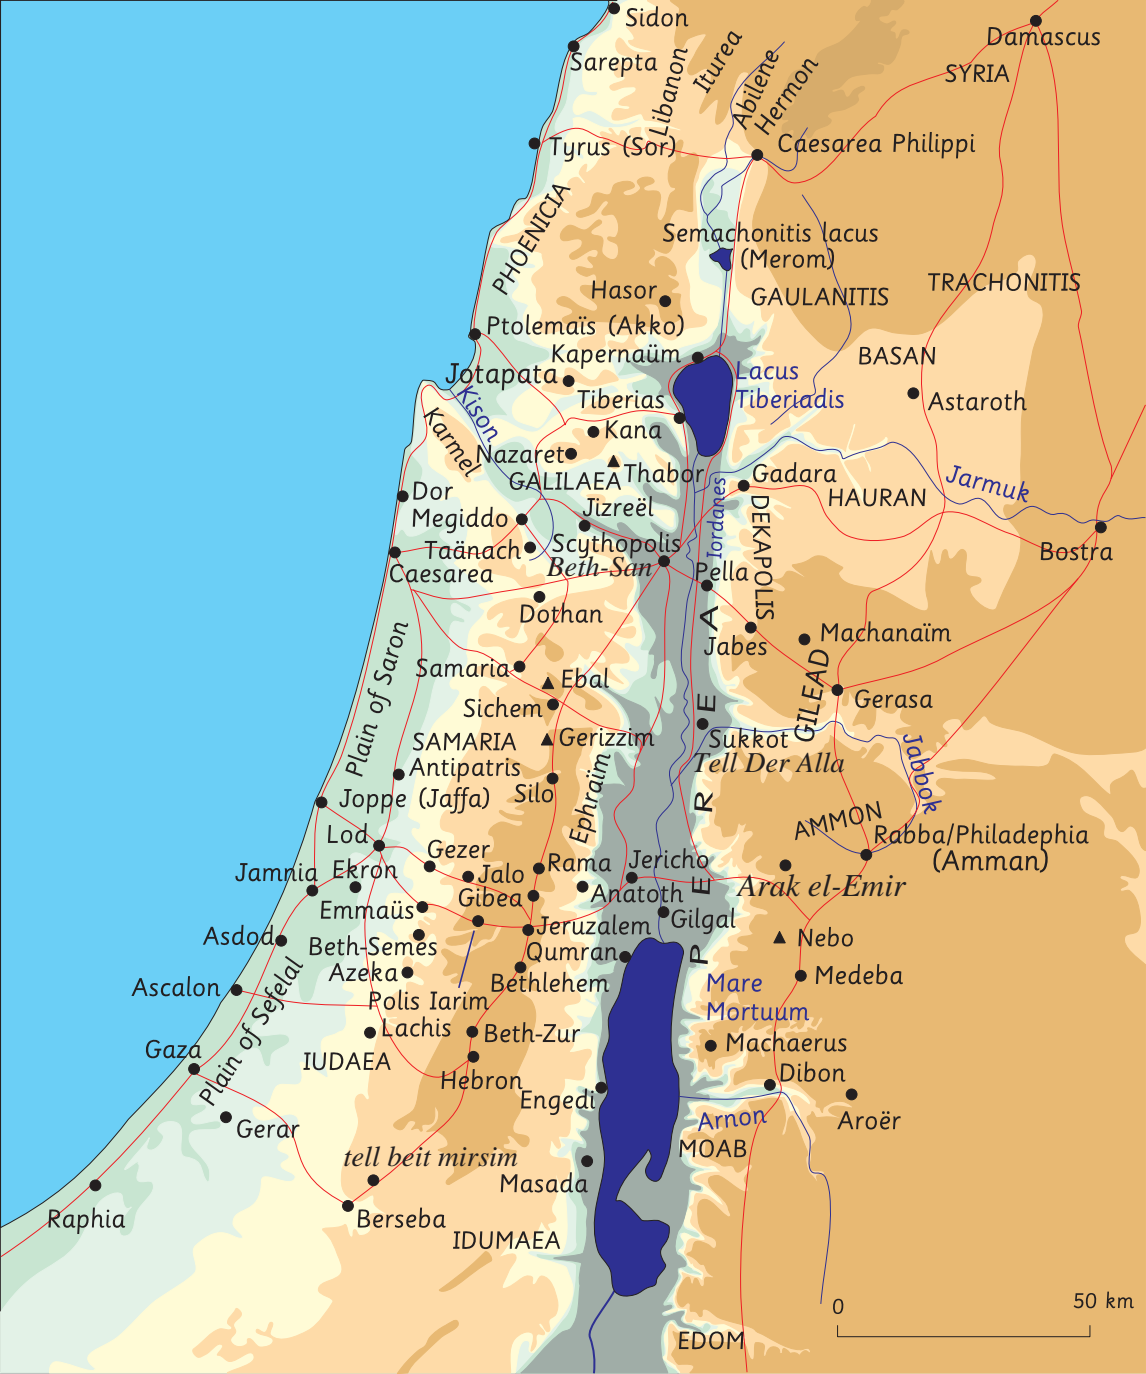 Sidon
Damascus
Sarepta
SYRIA
Libanon
Iturea
Abilene
Hermon
Tyrus (Sor)
Caesarea Philippi
PHOENICIA
Semachonitis lacus
(Merom)
Hasor
GAULANITIS
TRACHONITIS
Ptolemaïs (Akko)
Kapernaüm
BASAN
Jotapata
Lacus
Tiberiadis
Tiberias
Astaroth
Kison
Karmel
Kana
Nazaret
Thabor
GALILAEA
Gadara
Jarmuk
HAURAN
Dor
Iordanes
DEKAPOLIS
Megiddo
Jizreël
Taänach
Scythopolis
Beth-San
Bostra
Caesarea
Pella
Dothan
Plain of Saron
Jabes
Machanaïm
Samaria
Ebal
GILEAD
Gerasa
Sichem
SAMARIA
Gerizzim
Sukkot
Tell Der Alla
Jabbok
Antipatris
Silo
Ephraim
PEREA
Joppe (Jaffa)
AMMON
Lod
Rabba/Philadephia
(Amman)
Gezer
Rama
Jericho
Jamnia
Ekron
Jalo
Gibea
Anatoth
Arak el-Emir
Emmaüs
Gilgal
Asdod
Beth-Semes
Jeruzalem
Nebo
Qumran
Azeka
Bethlehem
Medeba
Ascalon
Mare
Mortuum
Polis Iarim
Plain of Sefelal
Lachis
Beth-Zur
Machaerus
Gaza
IUDAEA
Hebron
Dibon
Engedi
Arnon
Aroër
Gerar
MOAB
tell beit mirsim
Masada
Raphia
Berseba
IDUMAEA
0
50 km
EDOM